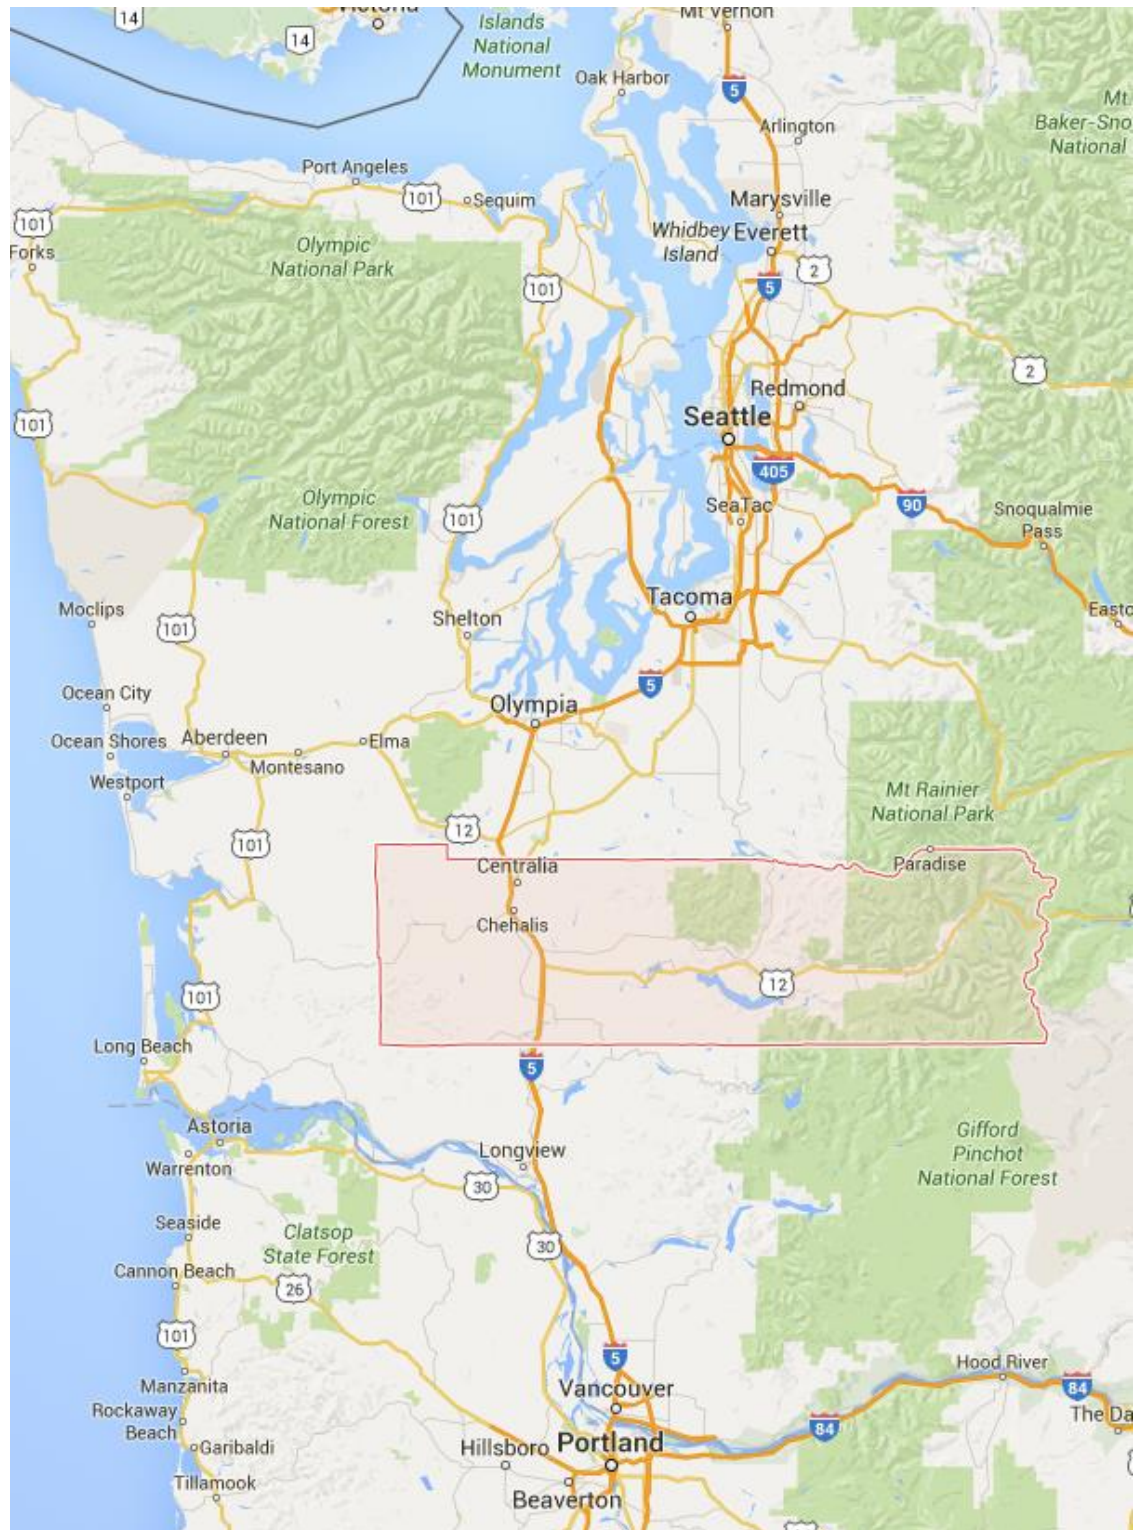 14
Victoria
14
Islands
National
Monument
Mt Vernon
Oak Harbor
5
Arlington
Mt.
Baker-Sno
National
Port Angeles
101
Sequim
Marysville
101
Forks
Olympic
National Park
Whidbey
Island
Everett
2
101
5
2
Redmond
Seattle
101
405
Olympic
National Forest
101
SeaTac
90
Snoqualmie
Pass
Moclips
101
Shelton
Tacoma
Easto
Ocean City
5
Olympia
Ocean Shores
Aberdeen
Elma
Montesano
Westport
Mt Rainier
National Park
12
101
Centralia
Paradise
Chehalis
12
101
Long Beach
5
Astoria
Warrenton
Longview
30
Gifford
Pinchot
National Forest
Seaside
Clatsop
State Forest
30
Cannon Beach
26
101
5
Hood River
Manzanita
Vancouver
84
Rockaway
Beach
84
The Da
Garibaldi
Hillsboro
Portland
Tillamook
Beaverton